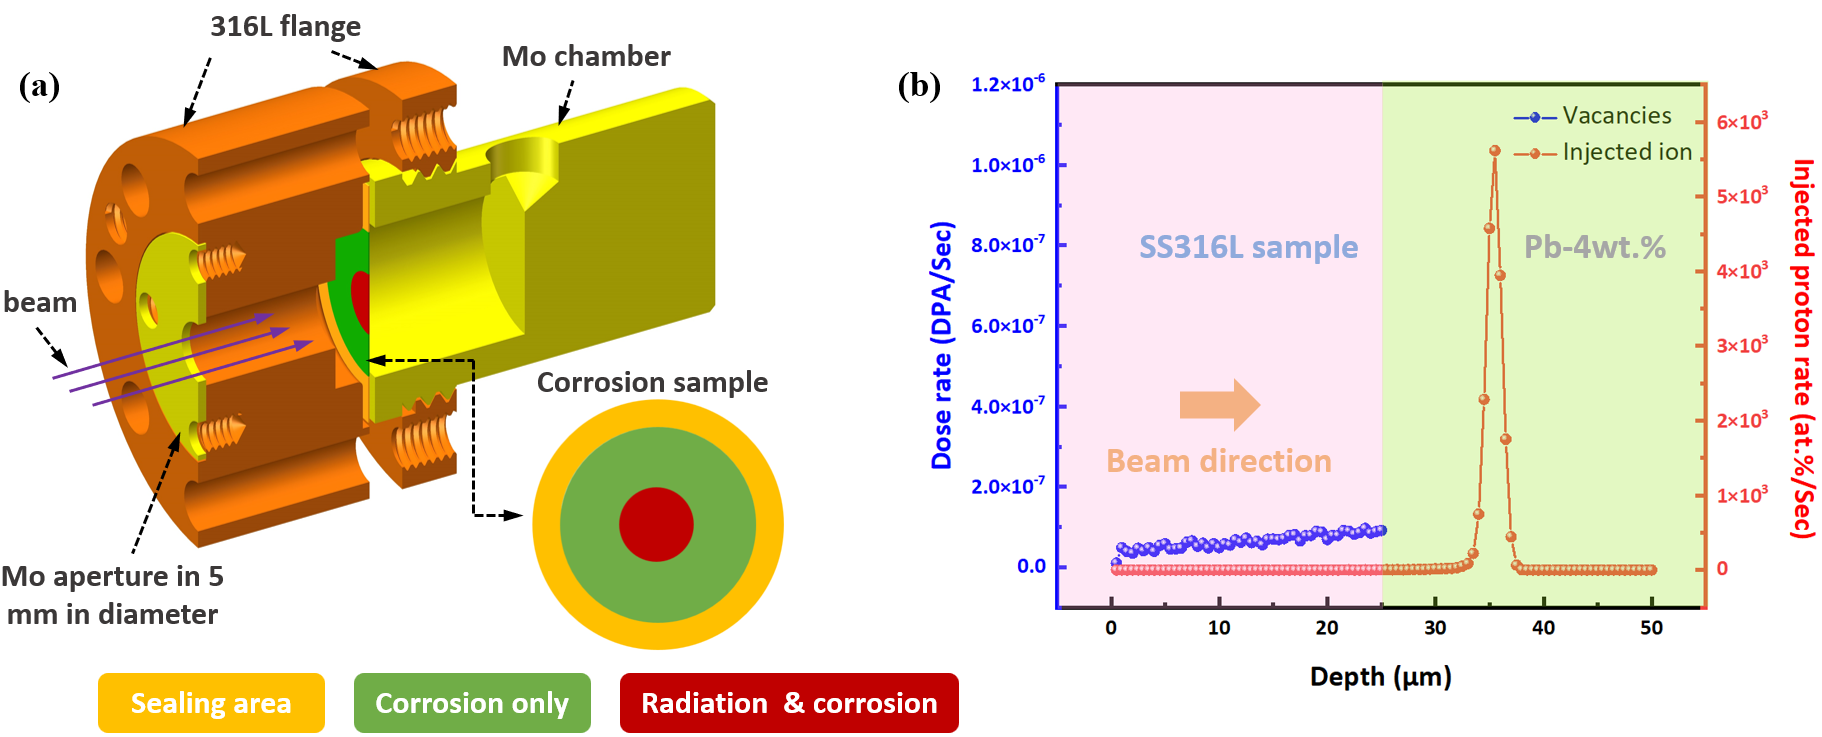 (a)
316L flange
Mo chamber
beam
Corrosion sample
Mo aperture in 5
mm in diameter
Sealing area
Corrosion only
Radiation & corrosion
(b)
Dose rate (DPA/Sec)
1.2×10⁻⁶
1.0×10⁻⁶
8.0×10⁻⁷
6.0×10⁻⁷
4.0×10⁻⁷
2.0×10⁻⁷
0.0
Vacancies
Injected ion
SS316L sample
Pb-4wt.%
Beam direction
6×10³
5×10³
4×10³
3×10³
2×10³
1×10³
0
Injected proton rate (at.%/Sec)
0 10 20 30 40 50
Depth (μm)